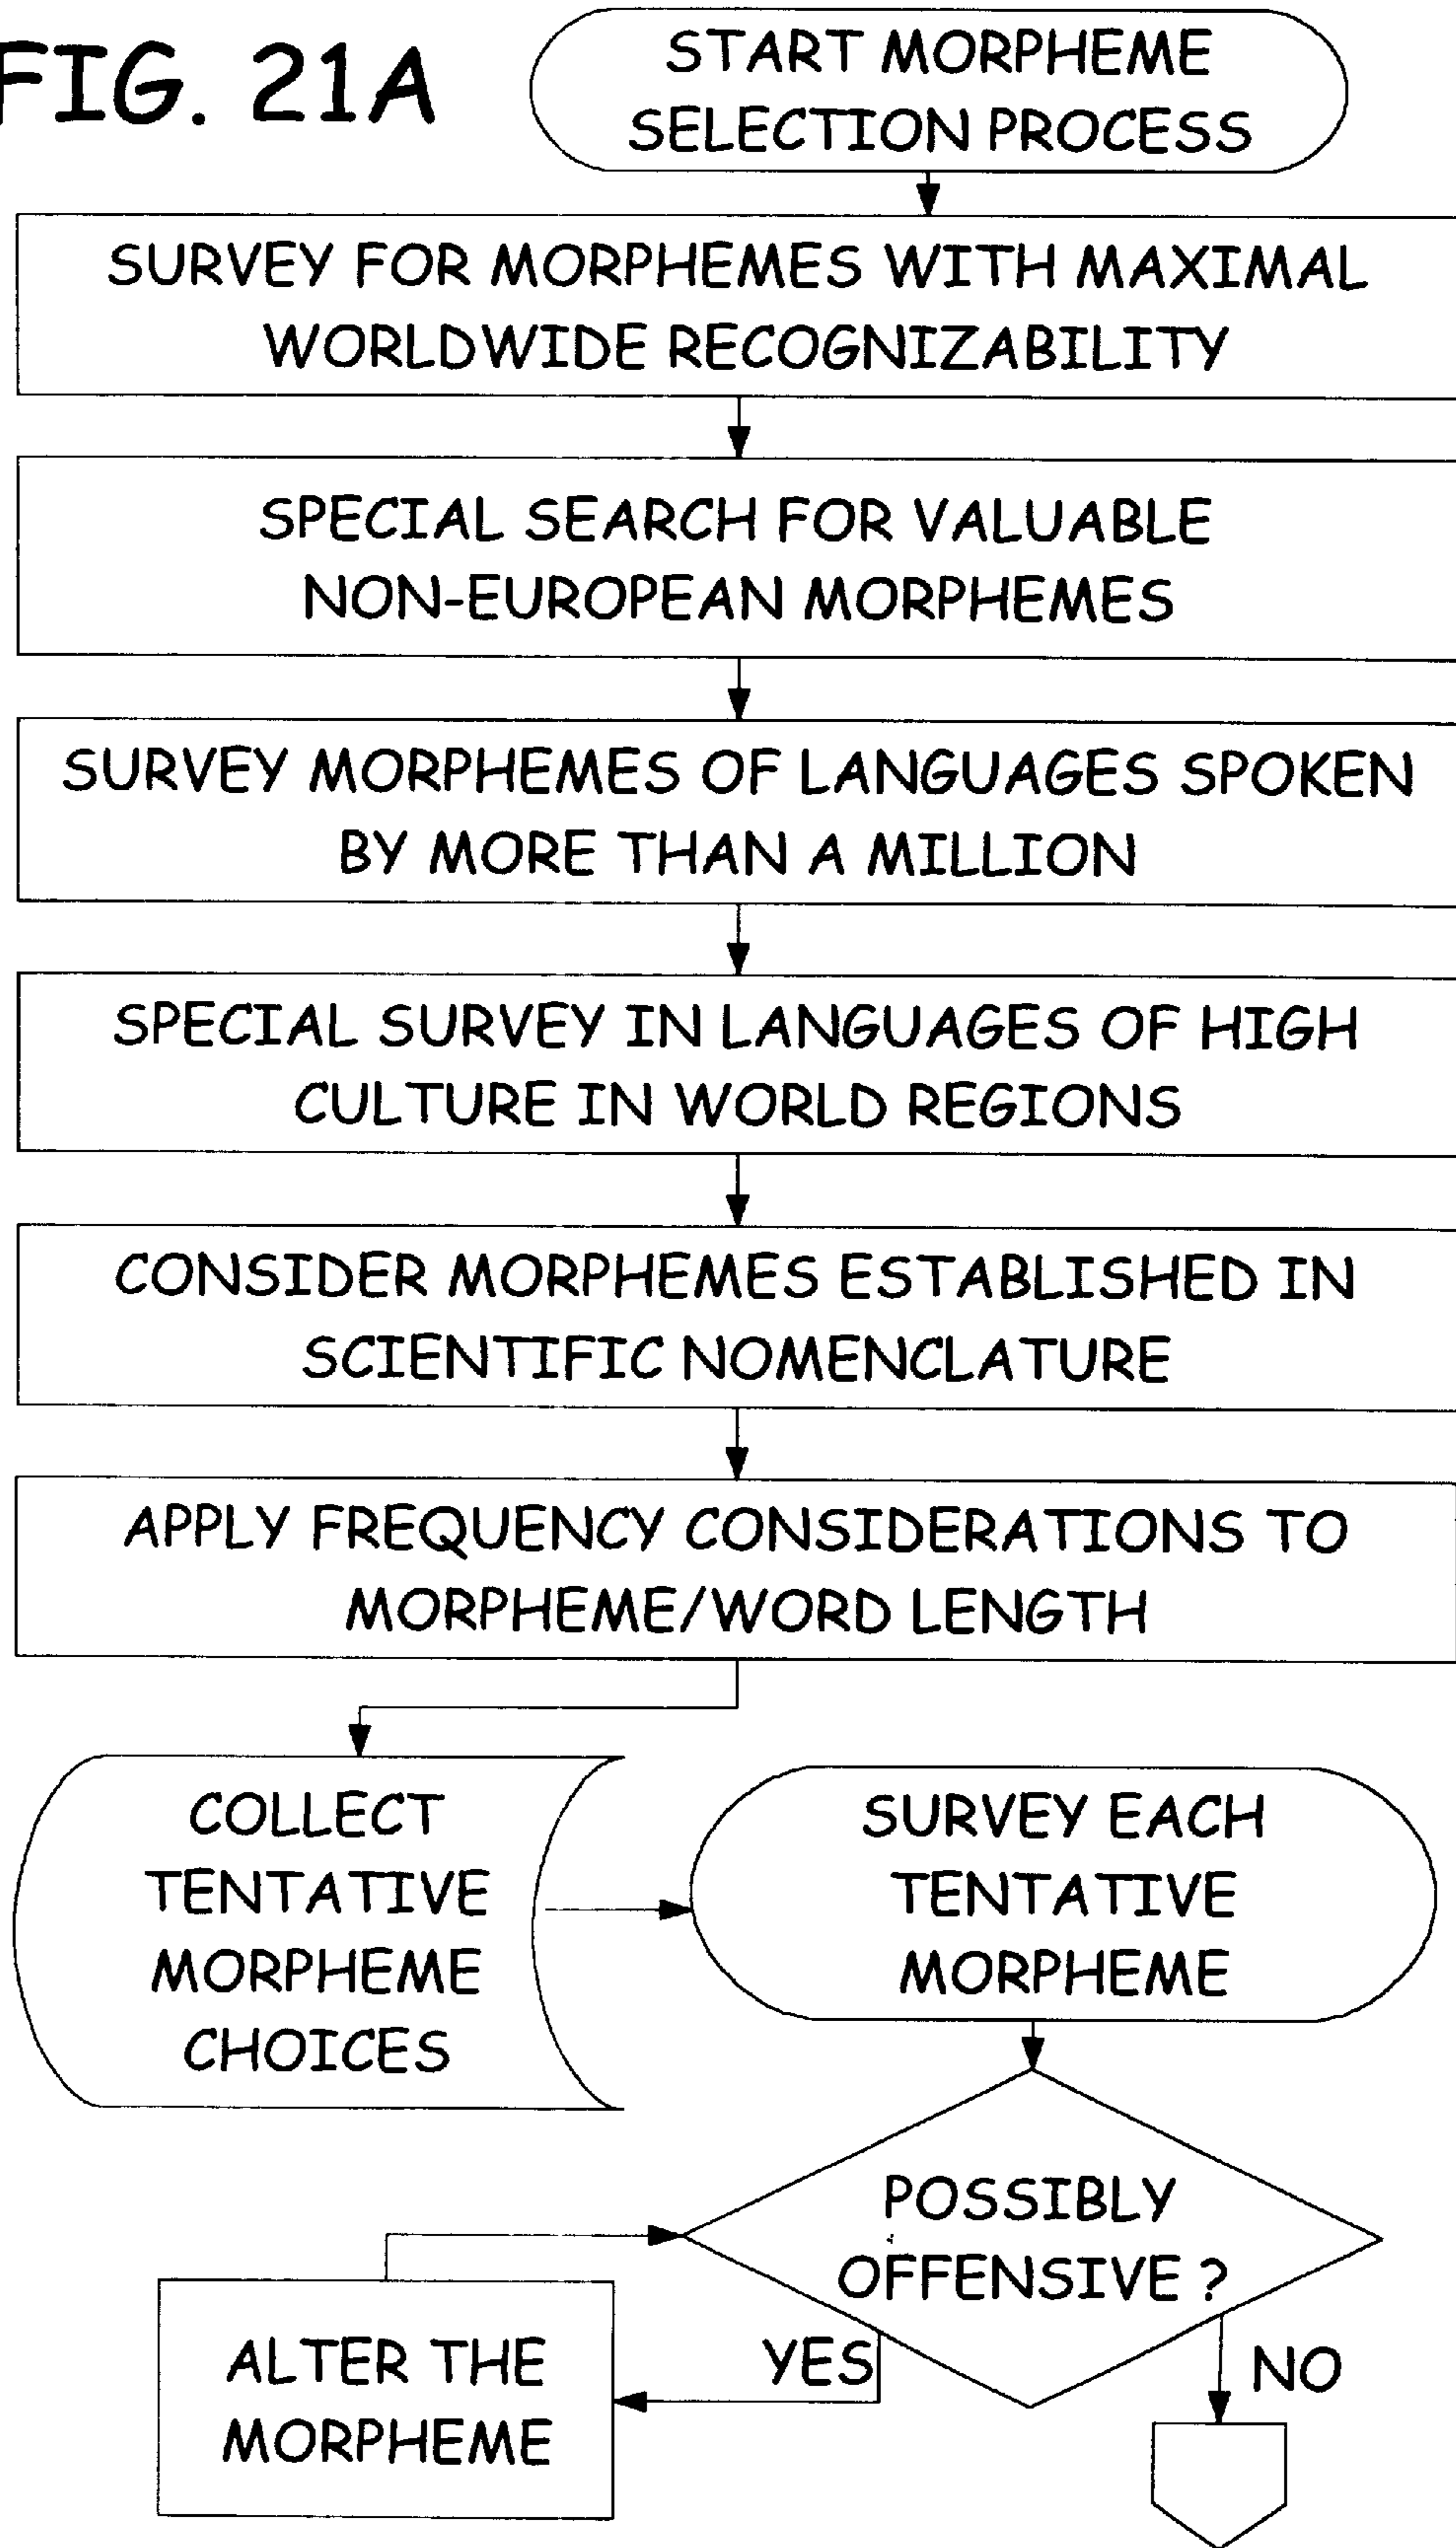 FIG. 21A
START MORPHEME
SELECTION PROCESS
SURVEY FOR MORPHEMES WITH MAXIMAL
WORLDWIDE RECOGNIZABILITY
SPECIAL SEARCH FOR VALUABLE
NON-EUROPEAN MORPHEMES
SURVEY MORPHEMES OF LANGUAGES SPOKEN
BY MORE THAN A MILLION
SPECIAL SURVEY IN LANGUAGES OF HIGH
CULTURE IN WORLD REGIONS
CONSIDER MORPHEMES ESTABLISHED IN
SCIENTIFIC NOMENCLATURE
APPLY FREQUENCY CONSIDERATIONS TO
MORPHEME/WORD LENGTH
COLLECT
TENTATIVE
MORPHEME
CHOICES
SURVEY EACH
TENTATIVE
MORPHEME
POSSIBLY
OFFENSIVE ?
YES
NO
ALTER THE
MORPHEME